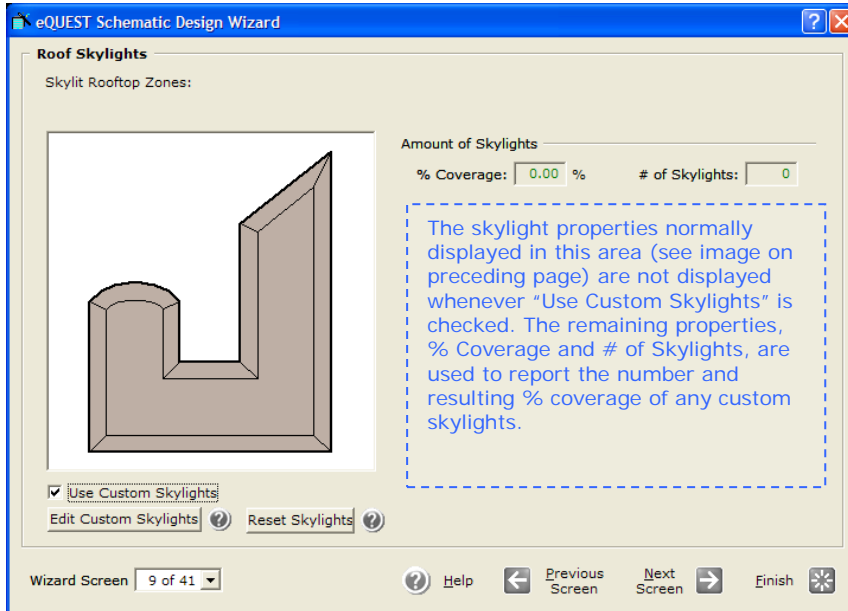 eQUEST Schematic Design Wizard
Roof Skylights
Skylit Rooftop Zones:
Amount of Skylights
% Coverage: 0.00 % # of Skylights: 0
The skylight properties normally
displayed in this area (see image on
preceding page) are not displayed
whenever “Use Custom Skylights” is
checked. The remaining properties,
% Coverage and # of Skylights, are
used to report the number and
resulting % coverage of any custom
skylights.
Use Custom Skylights
Edit Custom Skylights ? Reset Skylights ?
Wizard Screen 9 of 41 ? Help Previous Screen Next Screen Finish